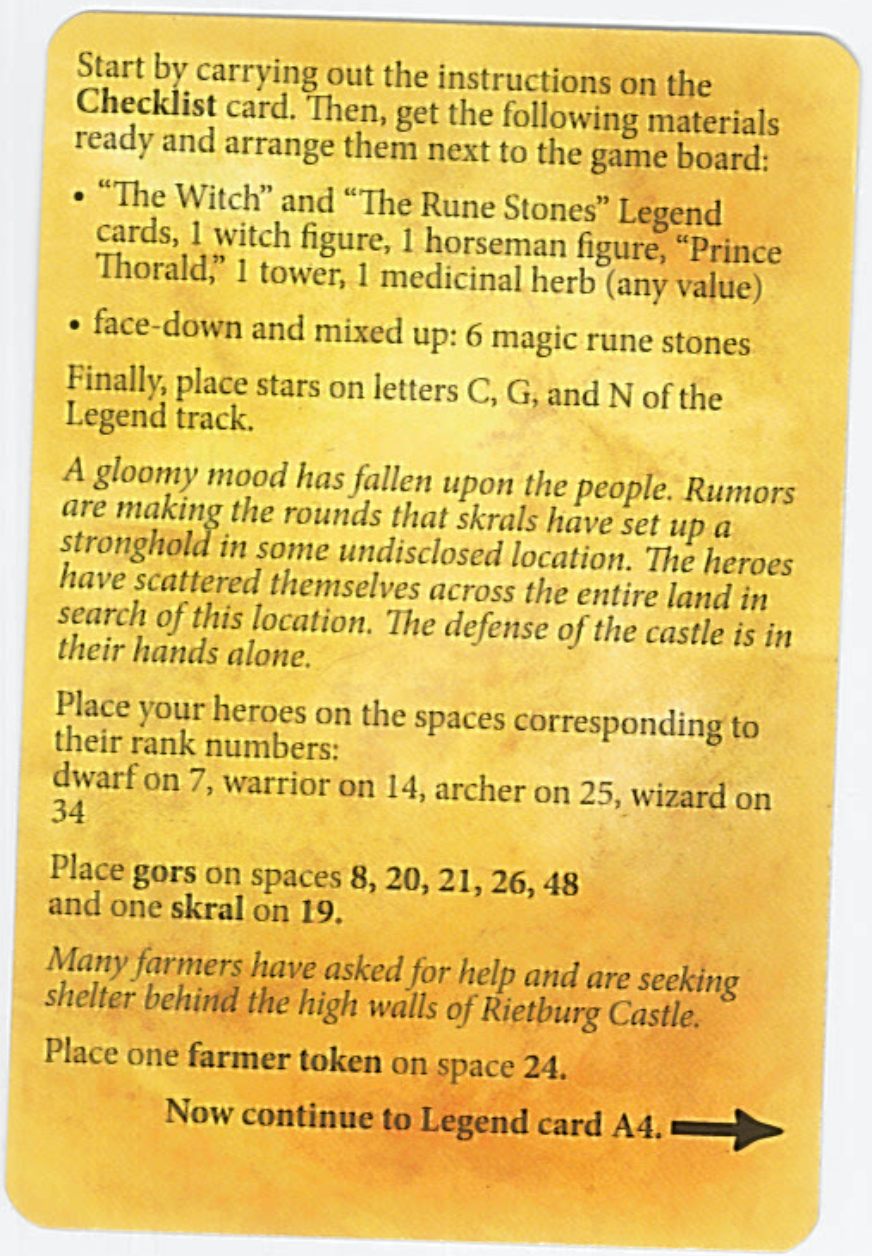 Start by carrying out the instructions on the
Checklist card. Then, get the following materials
ready and arrange them next to the game board:
• “The Witch” and “The Rune Stones” Legend
cards, 1 witch figure, 1 horseman figure, “Prince
Thorald,” 1 tower, 1 medicinal herb (any value)
• face-down and mixed up: 6 magic rune stones
Finally, place stars on letters C, G, and N of the
Legend track.
A gloomy mood has fallen upon the people. Rumors
are making the rounds that skrals have set up a
stronghold in some undisclosed location. The heroes
have scattered themselves across the entire land in
search of this location. The defense of the castle is in
their hands alone.
Place your heroes on the spaces corresponding to
their rank numbers:
dwarf on 7, warrior on 14, archer on 25, wizard on
34
Place gors on spaces 8, 20, 21, 26, 48
and one skral on 19.
Many farmers have asked for help and are seeking
shelter behind the high walls of Rietburg Castle.
Place one farmer token on space 24.
Now continue to Legend card A4.